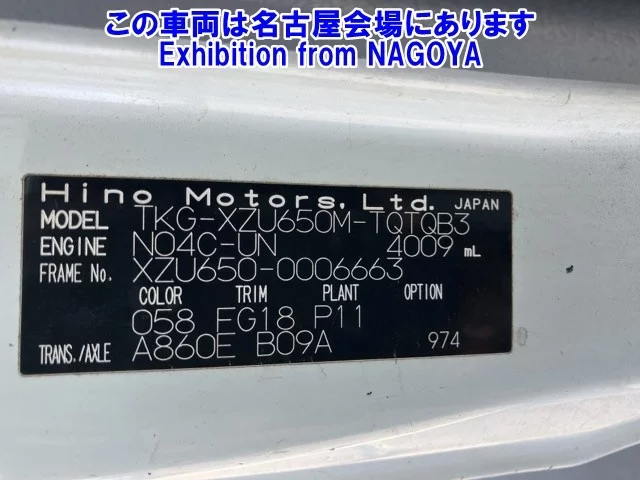 この車両は名古屋会場にあります
Exhibition from NAGOYA
Hino Motors, Ltd. JAPAN
MODEL TKG-XZU650M-TQTQB3
ENGINE N04C-UN 4009 mL
FRAME No. XZU650-0006663
COLOR TRIM PLANT OPTION
058 FG18 P11
TRANS./AXLE A860E B09A 974